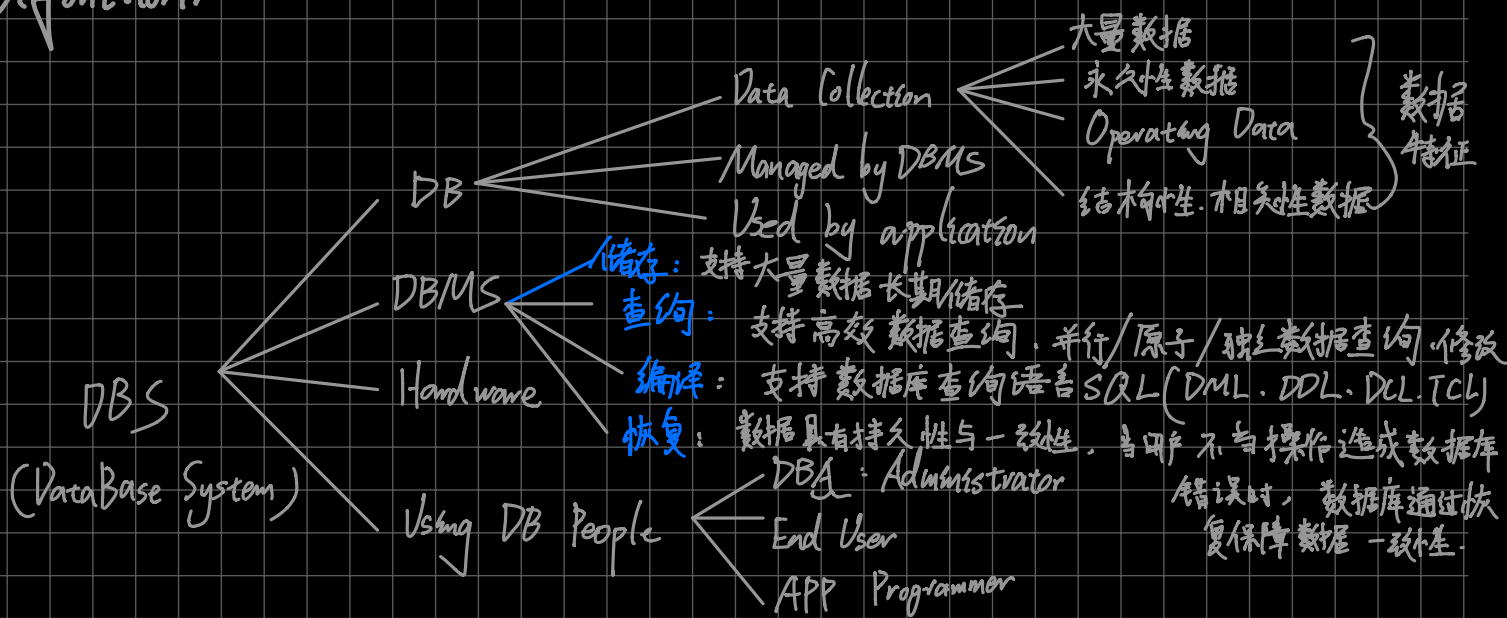 大量数据
永久性数据
Operating Data
结构性.相关性数据
数据
特征
Data Collection
Managed by DBMS
Used by application
DB
DBMS
储存：支持大量数据长期储存
查询：支持高效数据查询、并行/原子/独立数据查询.修改
编译：支持数据库查询语言SQL(DML、DDL、DCL.TCL)
恢复：数据具有持久性与一致性，当用户不当操作造成数据库
错误时，数据库通过恢
复保障数据一致性.
Hardware
DBS
(DataBase System)
Using DB People
DBA：Administrator
End User
APP Programmer